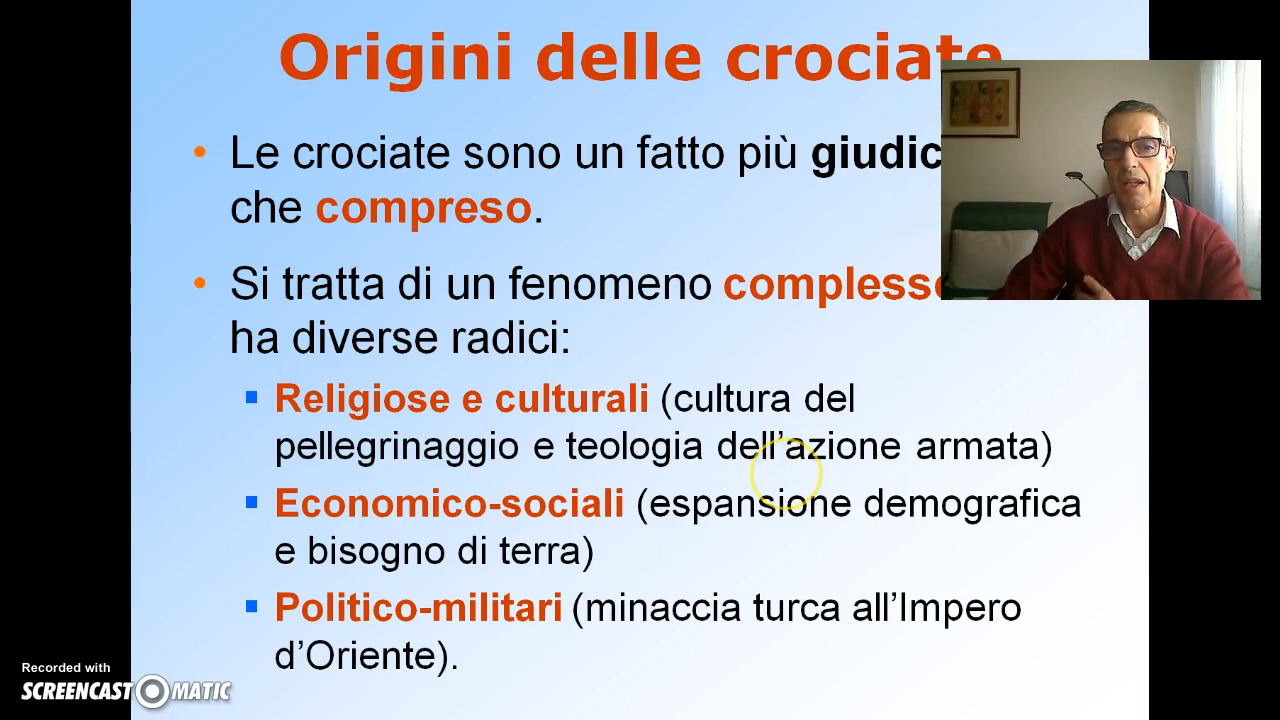 Origini delle crociate
Le crociate sono un fatto più
che compreso.
Si tratta di un fenomeno
ha diverse radici:
Religiose e culturali (cultura del
pellegrinaggio e teologia dell’azione armata)
Economico-sociali (espansione demografica
e bisogno di terra)
Politico-militari (minaccia turca all’Impero
d’Oriente).
Recorded with
SCREENCAST MATIC